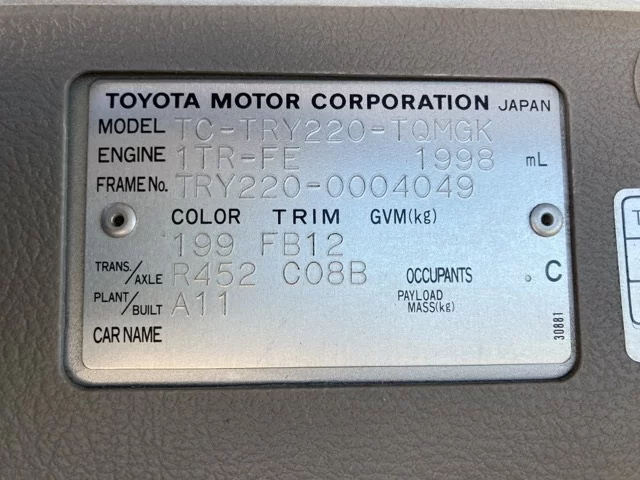 TOYOTA MOTOR CORPORATION JAPAN
MODEL TC-TRY220-TQMGK
ENGINE 1TR-FE 1998 mL
FRAME No. TRY220-0004049
COLOR TRIM GVM(kg)
199 FB12
TRANS./AXLE R452 C08B OCCUPANTS . C
PLANT/BUILT A11 PAYLOAD MASS(kg)
CAR NAME
30881